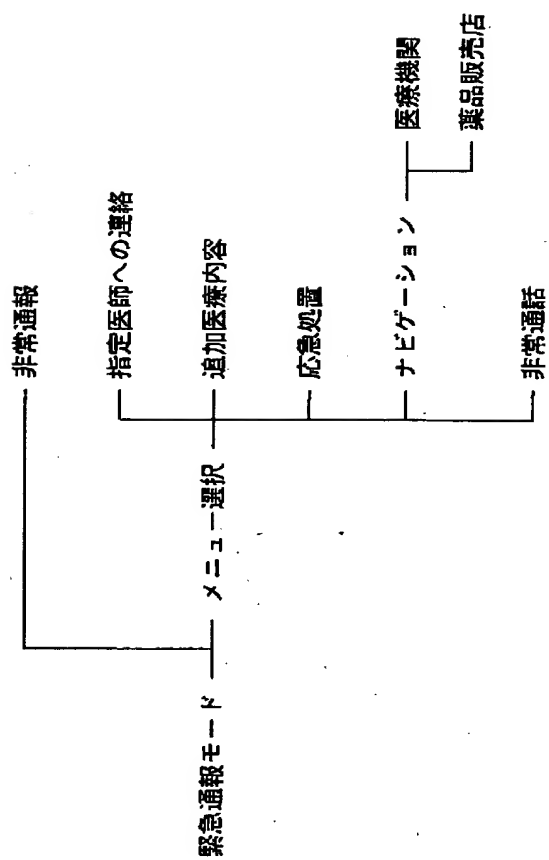 緊急通報モード
メニュー選択
非常通報
指定医師への連絡
追加医療内容
応急処置
ナビゲーション
医療機関
薬品販売店
非常通話